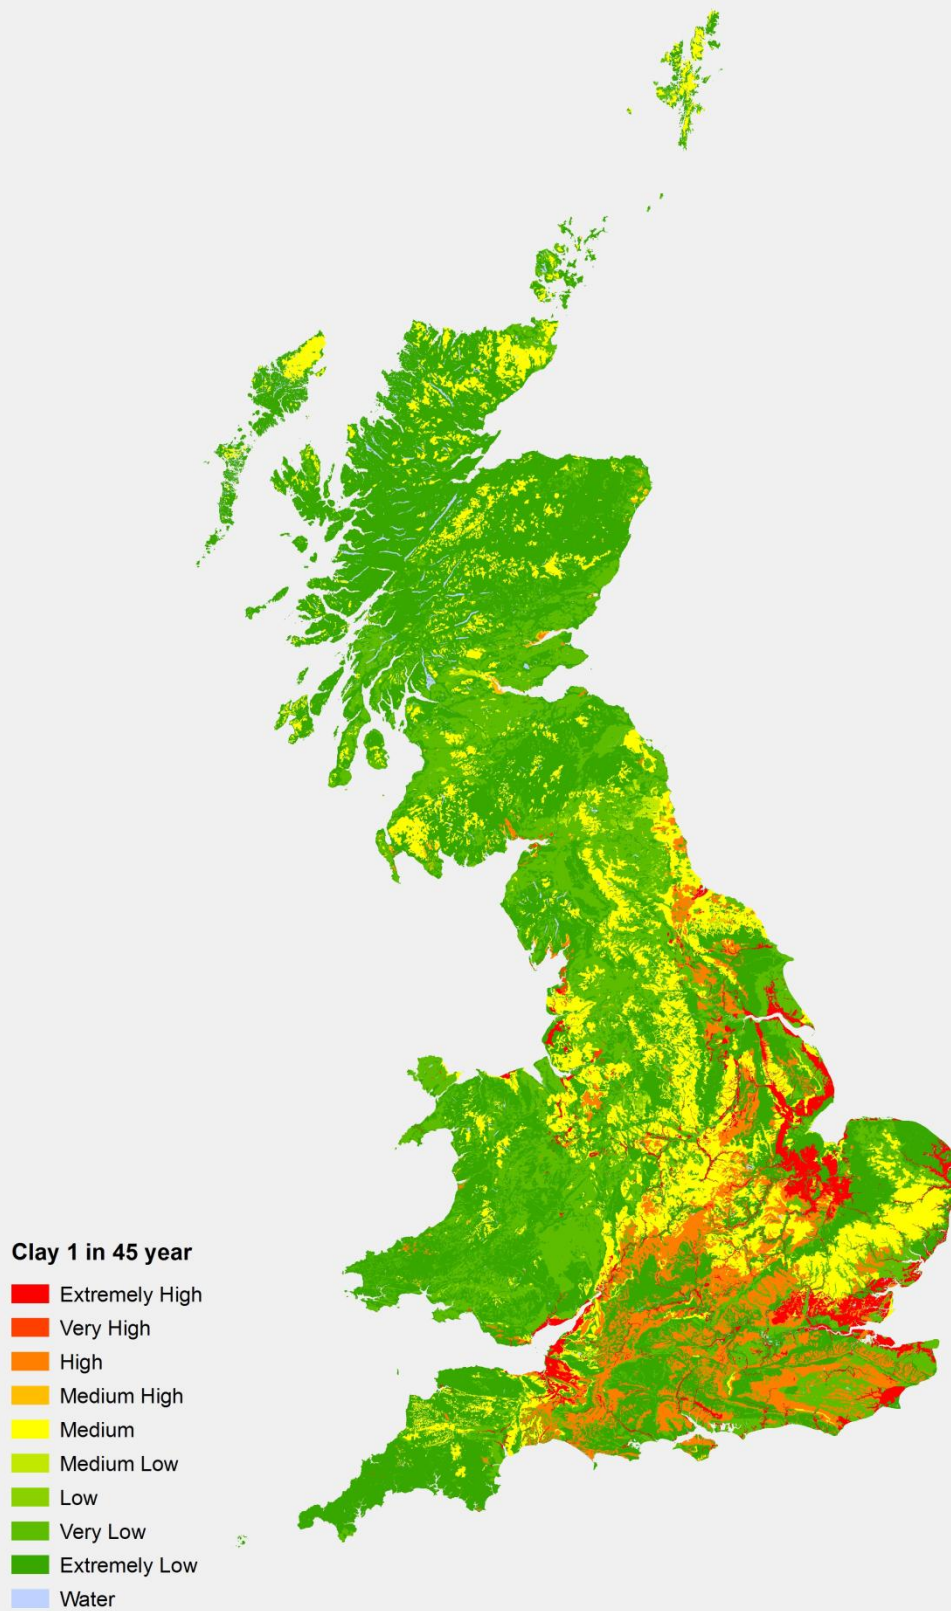 Clay 1 in 45 year
Extremely High
Very High
High
Medium High
Medium
Medium Low
Low
Very Low
Extremely Low
Water